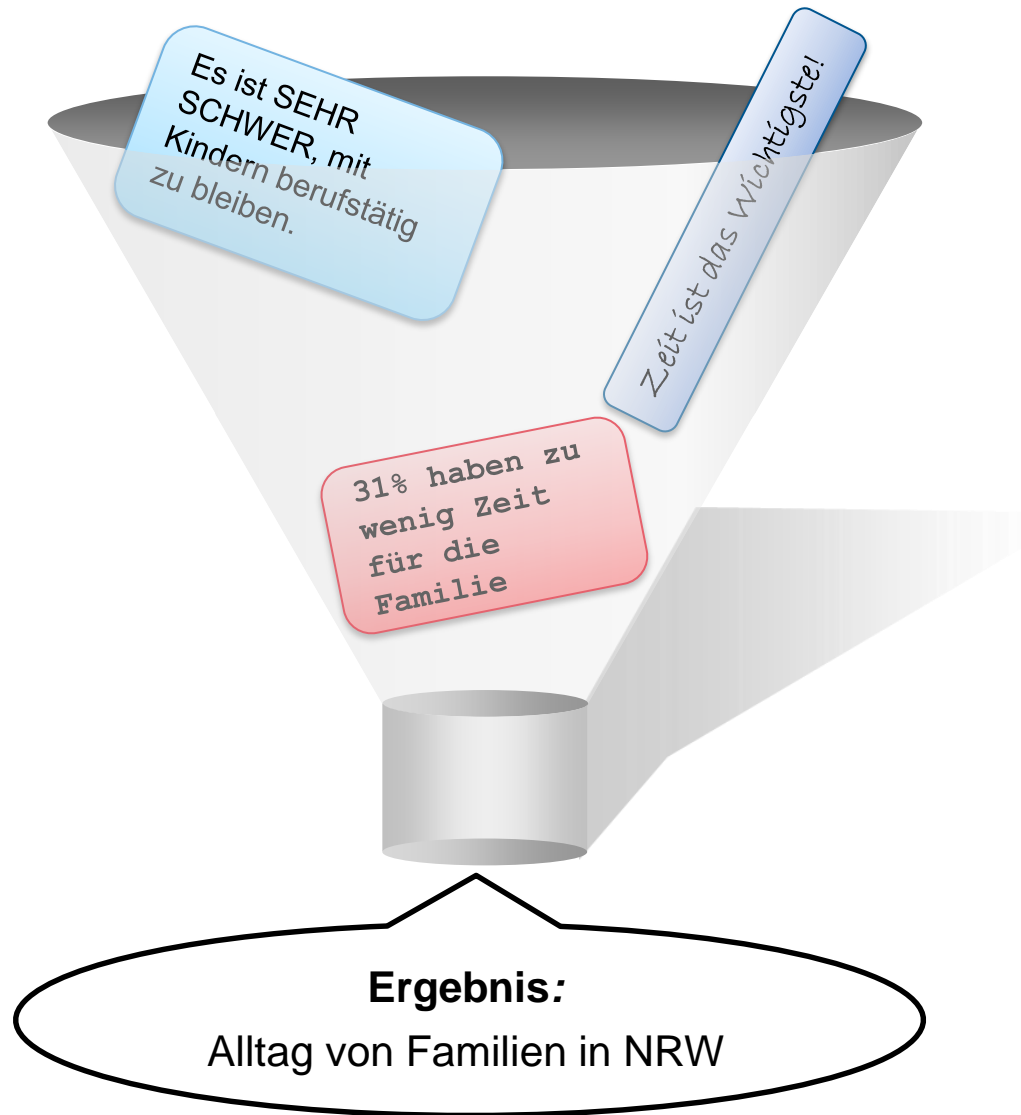 Es ist SEHR
SCHWER, mit
Kindern berufstätig
zu bleiben.
Zeit ist das Wichtigste!
31% haben zu
wenig Zeit
für die
Familie
Ergebnis:
Alltag von Familien in NRW